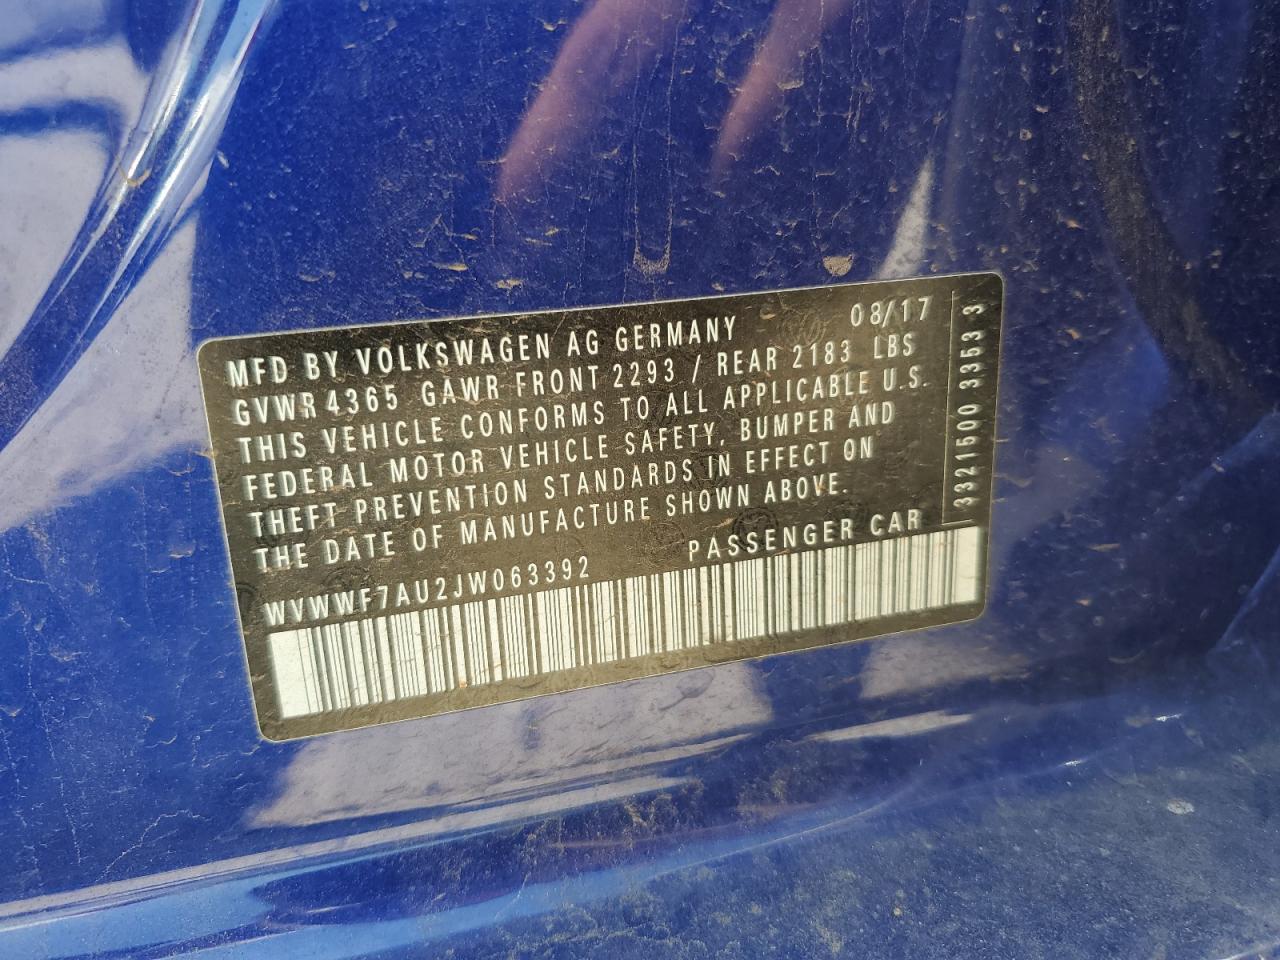 MFD BY VOLKSWAGEN AG GERMANY 08/17
GVWR 4365 GAWR FRONT 2293 / REAR 2183 LBS
THIS VEHICLE CONFORMS TO ALL APPLICABLE U.S.
FEDERAL MOTOR VEHICLE SAFETY, BUMPER AND
THEFT PREVENTION STANDARDS IN EFFECT ON
THE DATE OF MANUFACTURE SHOWN ABOVE.
WVWWF7AU2JW063392 PASSENGER CAR
3321500 3353 3